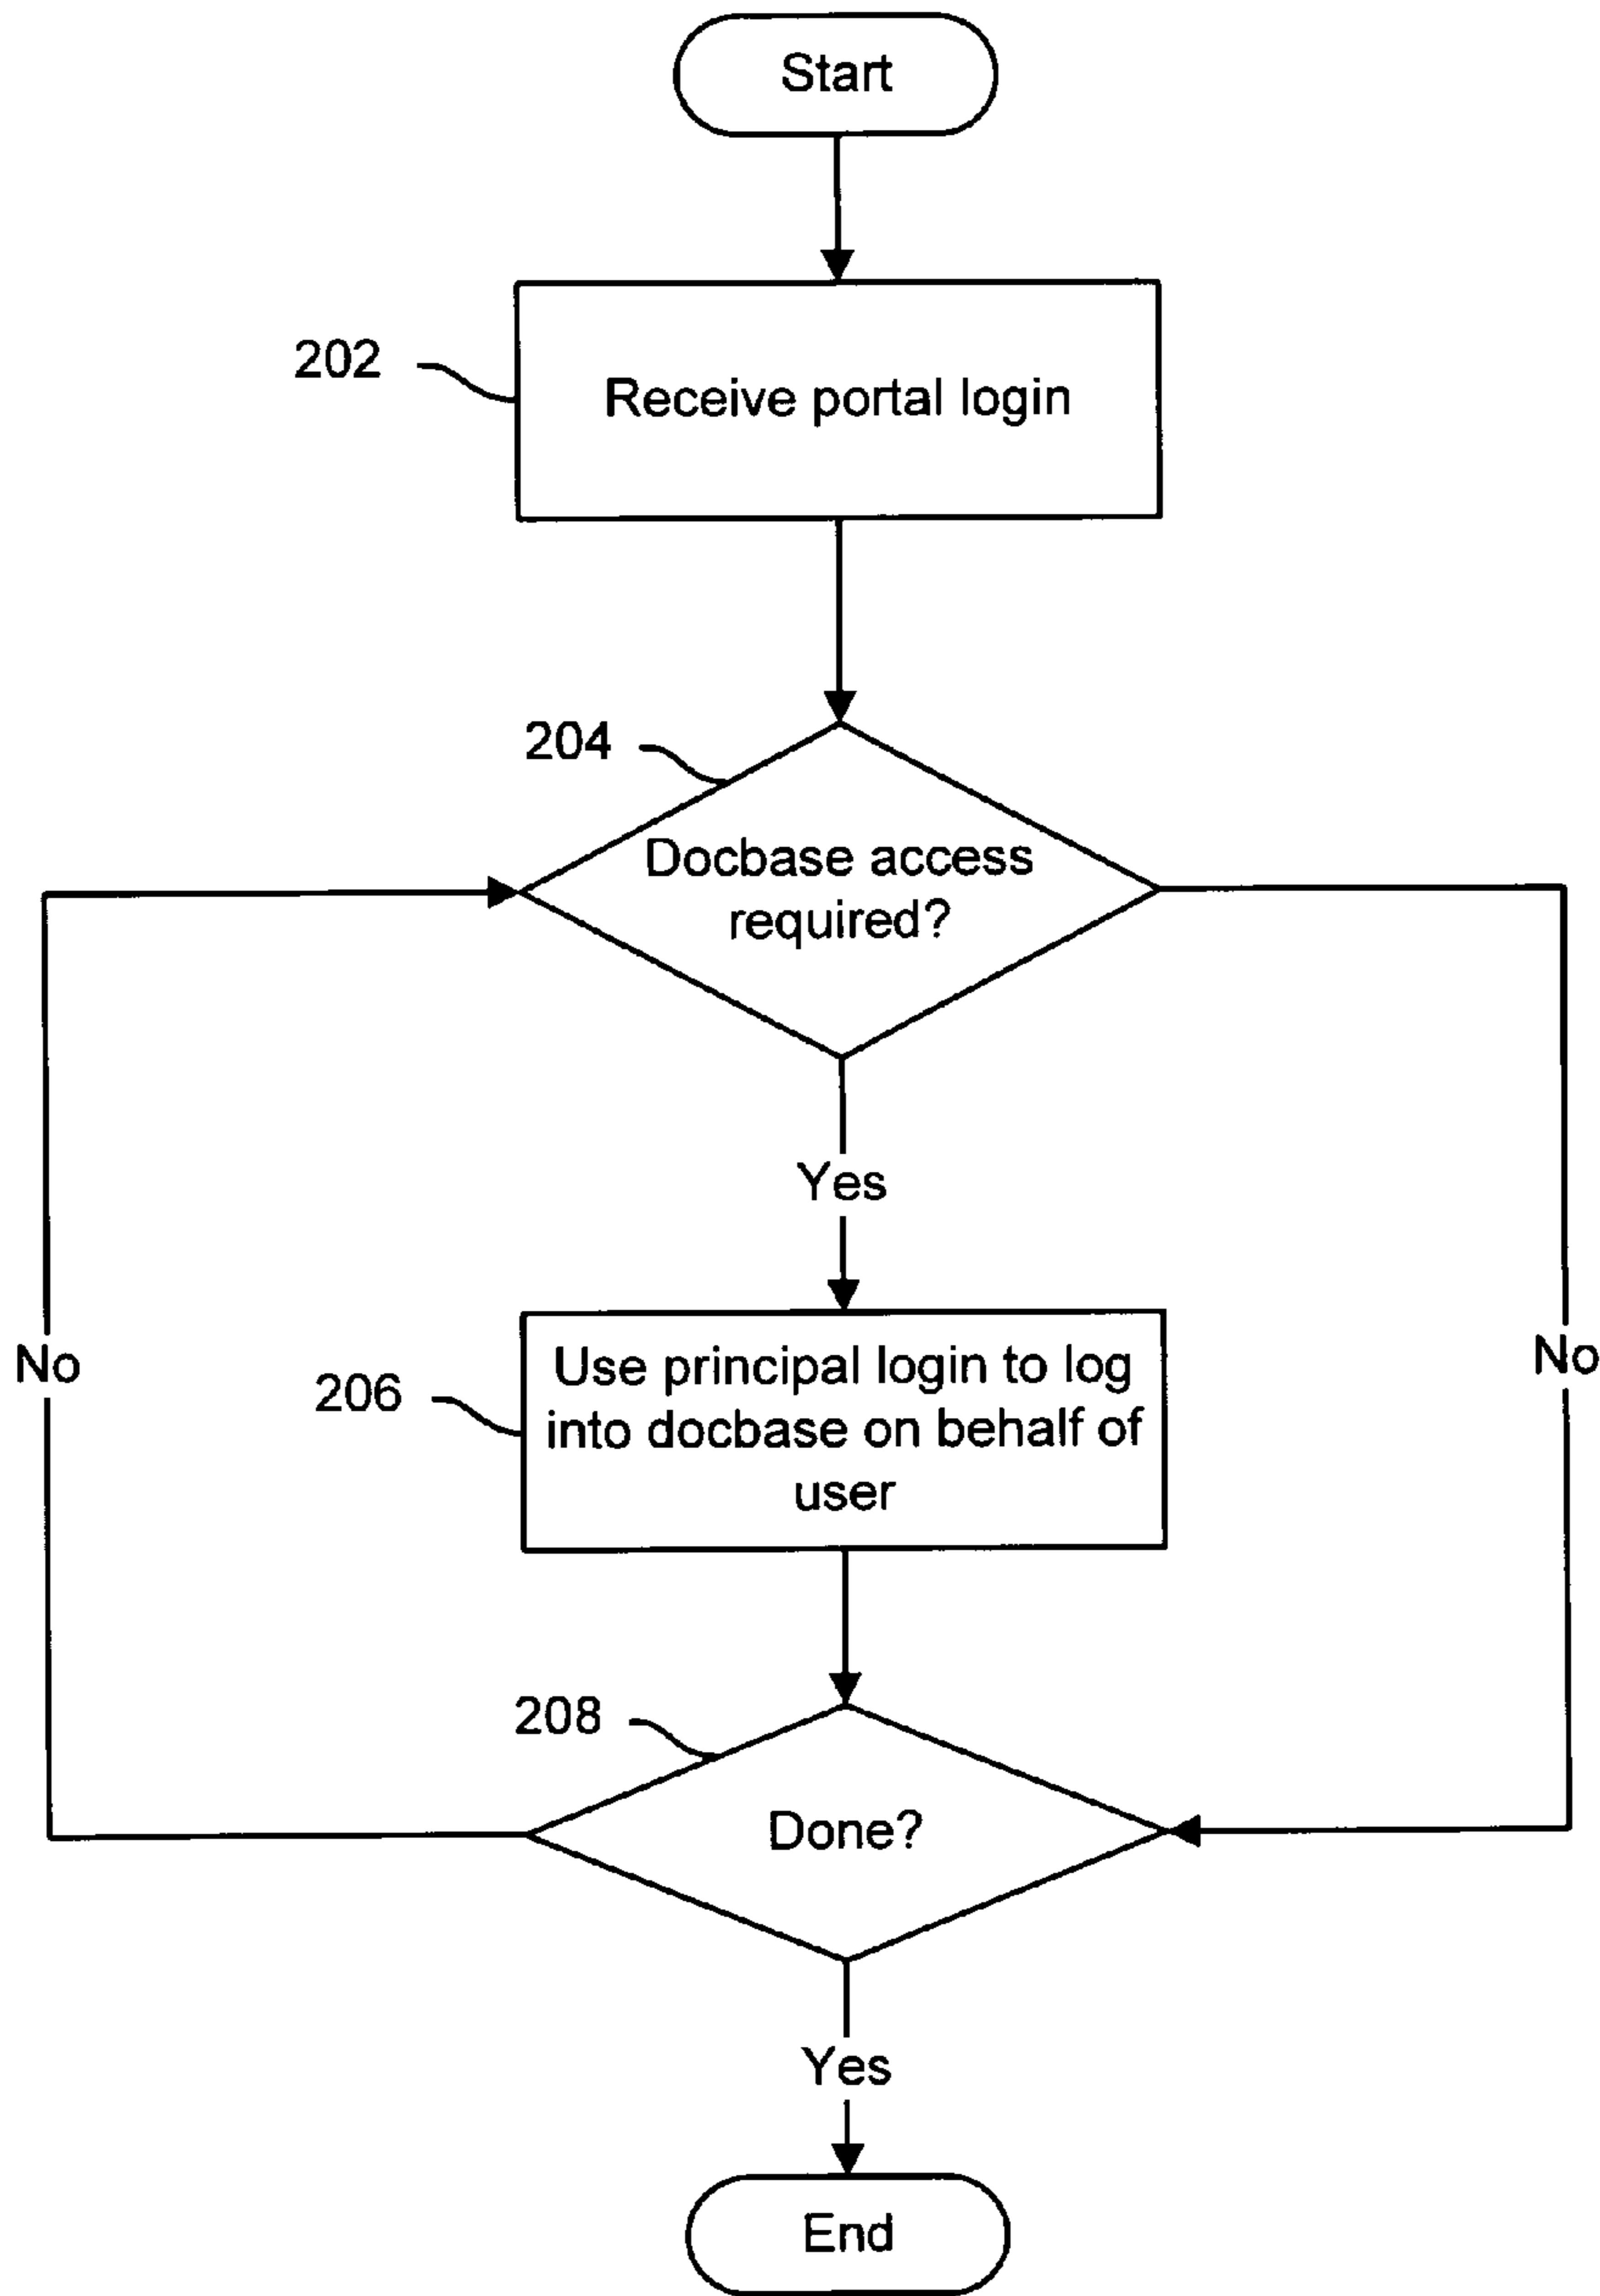 Start
202
Receive portal login
204
Docbase access
required?
Yes
No
No
206
Use principal login to log
into docbase on behalf of
user
208
Done?
Yes
End